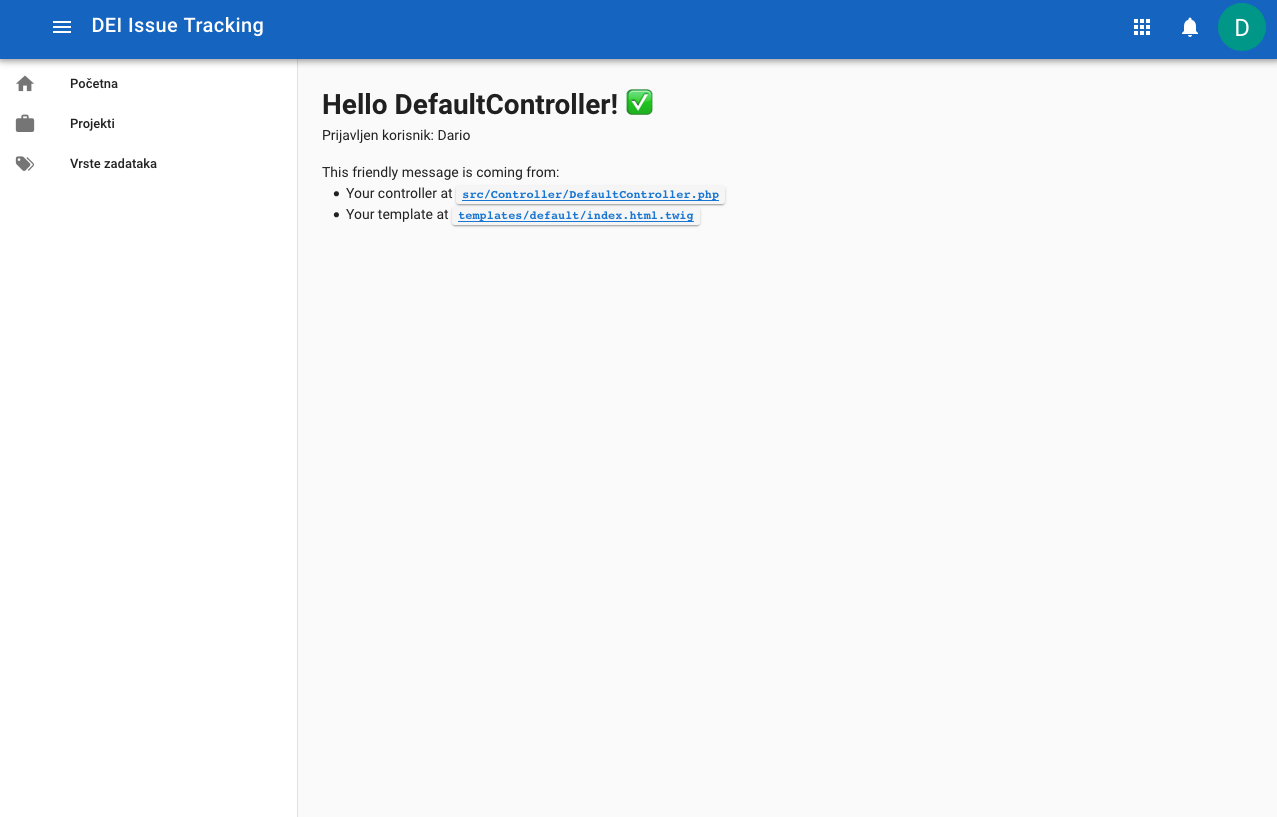 DEI Issue Tracking
D
Početna
Projekti
Vrste zadataka
Hello DefaultController! ✅
Prijavljen korisnik: Dario
This friendly message is coming from:
• Your controller at src/Controller/DefaultController.php
• Your template at templates/default/index.html.twig